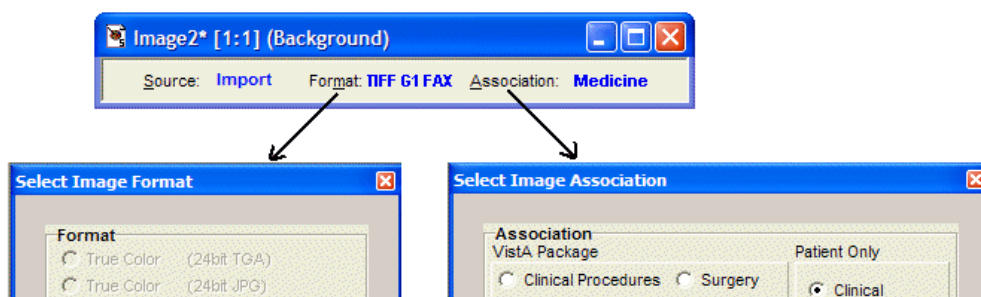 Image2* [1:1] (Background)
Source: Import Format: TIFF G1 FAX Association: Medicine
Select Image Format
Format
True Color (24bit TGA)
True Color (24bit JPG)
Select Image Association
Association
VistA Package Patient Only
Clinical Procedures Surgery Clinical